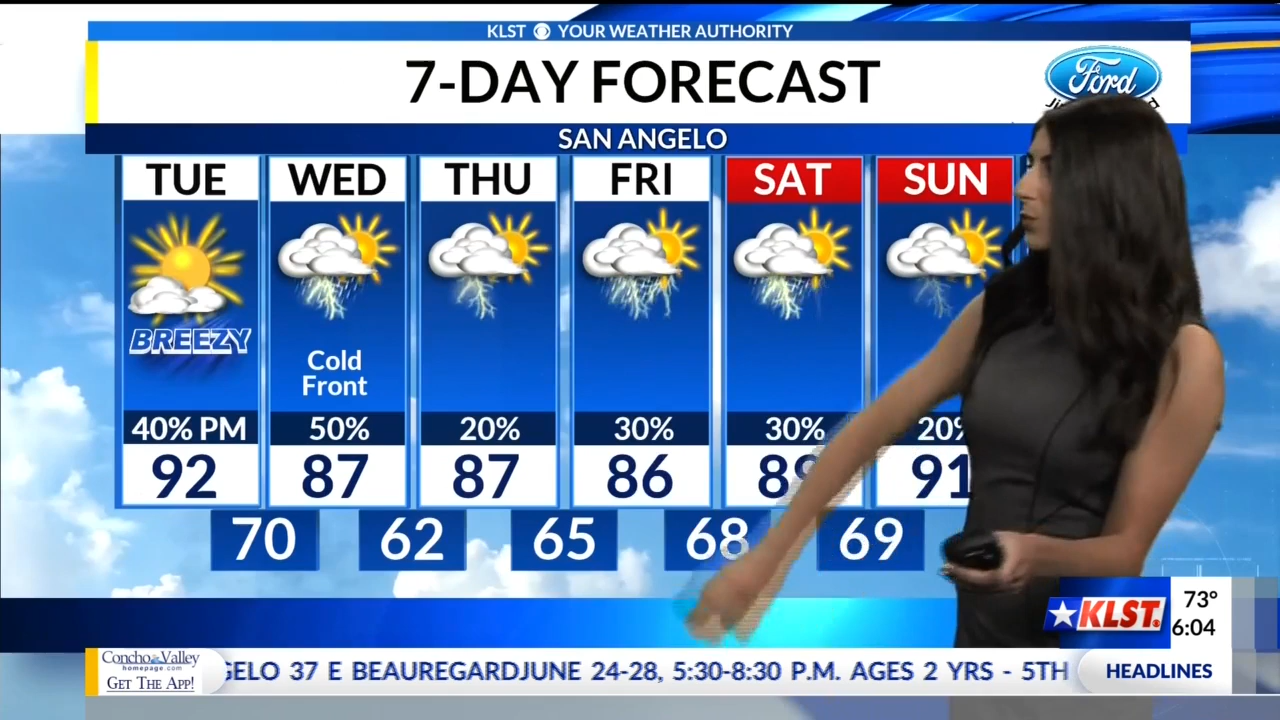 KLST YOUR WEATHER AUTHORITY
7-DAY FORECAST
Ford
SAN ANGELO
TUE WED THU FRI SAT SUN
BREEZY
Cold
Front
40% PM 50% 20% 30% 30% 20%
92 87 87 86 89 91
70 62 65 68 69
KLST
73°
6:04
Concho Valley
homepage.com
GET THE APP!
GELO 37 E BEAUREGARDJUNE 24-28, 5:30-8:30 P.M. AGES 2 YRS - 5TH
HEADLINES